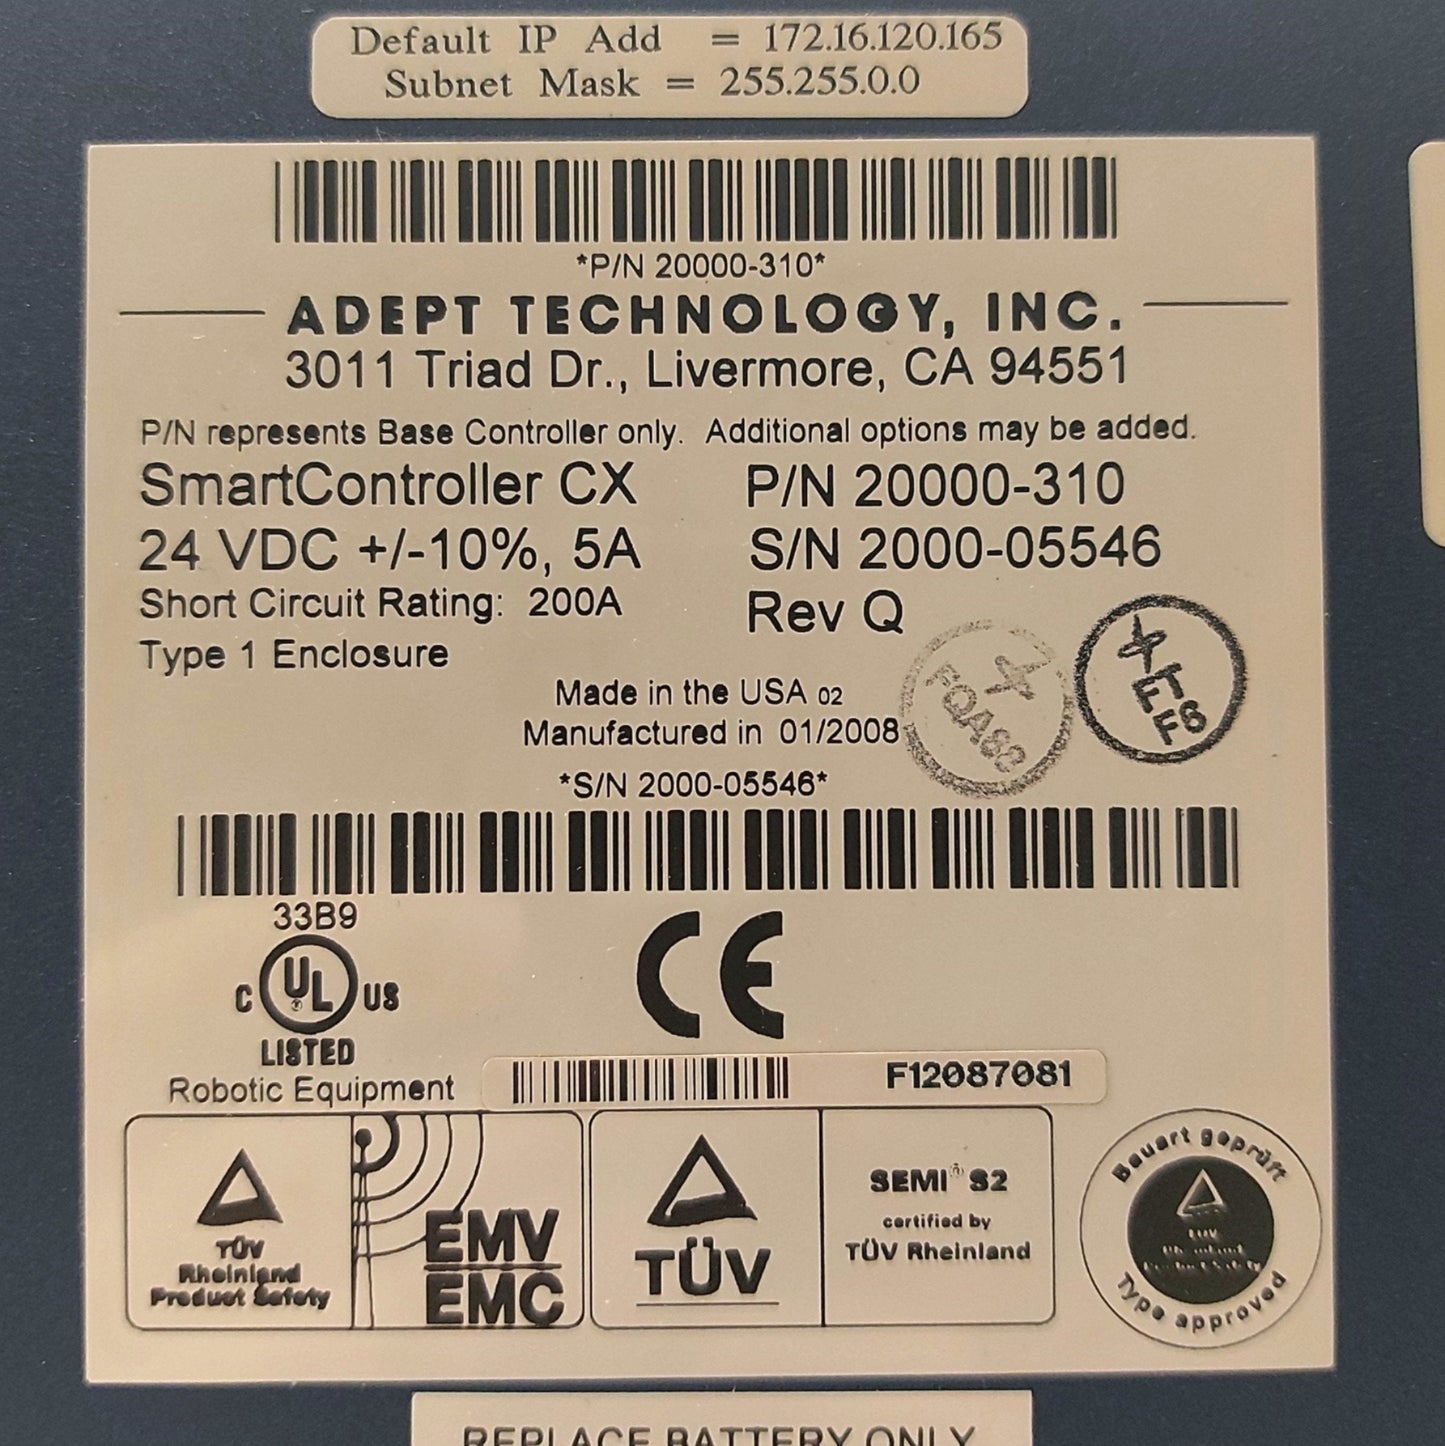 Default IP Add = 172.16.120.165
Subnet Mask = 255.255.0.0
*P/N 20000-310*
ADEPT TECHNOLOGY, INC.
3011 Triad Dr., Livermore, CA 94551
P/N represents Base Controller only. Additional options may be added.
SmartController CX P/N 20000-310
24 VDC +/-10%, 5A S/N 2000-05546
Short Circuit Rating: 200A Rev Q
Type 1 Enclosure
FT
F6
Made in the USA 02
Manufactured in 01/2008
*S/N 2000-05546*
33B9
C UL ® US
LISTED
Robotic Equipment
CE
F12087081
TÜV
Rheinland
Product Safety
EMV
EMC
TÜV
SEMI® S2
certified by
TÜV Rheinland
Bauart geprüft
Type approved
REPLACE BATTERY ONLY